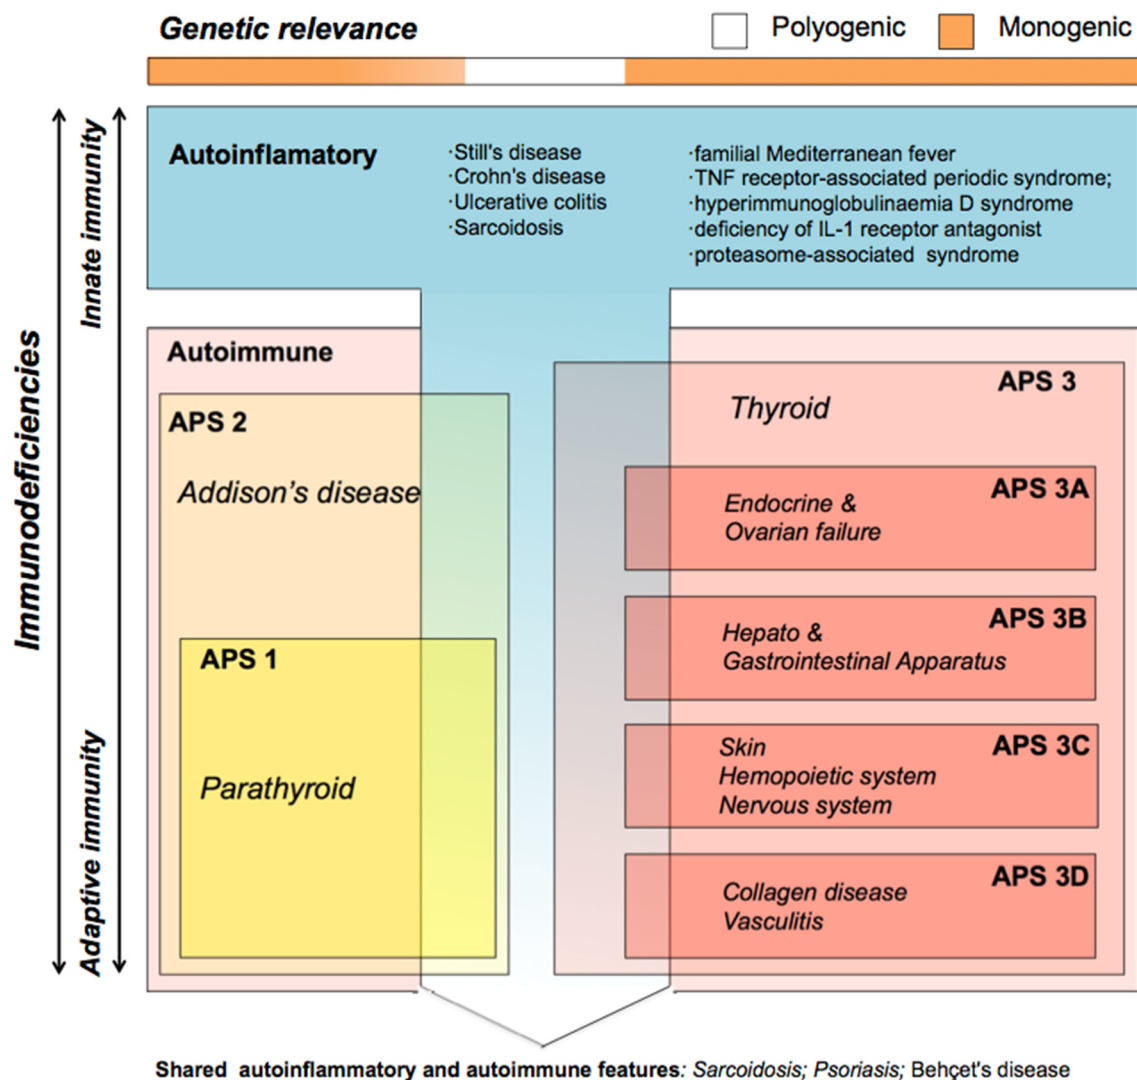 Genetic relevance
Polyogenic
Monogenic
Immunodeficiencies
Innate immunity
Adaptive immunity
Autoinflamatory
·Still's disease
·Crohn's disease
·Ulcerative colitis
·Sarcoidosis
·familial Mediterranean fever
·TNF receptor-associated periodic syndrome;
·hyperimmunoglobulinaemia D syndrome
·deficiency of IL-1 receptor antagonist
·proteasome-associated syndrome
Autoimmune
APS 2
Addison’s disease
APS 1
Parathyroid
APS 3
Thyroid
APS 3A
Endocrine &
Ovarian failure
APS 3B
Hepato &
Gastrointestinal Apparatus
APS 3C
Skin
Hemopoietic system
Nervous system
APS 3D
Collagen disease
Vasculitis
Shared autoinflammatory and autoimmune features: Sarcoidosis; Psoriasis; Behçet's disease